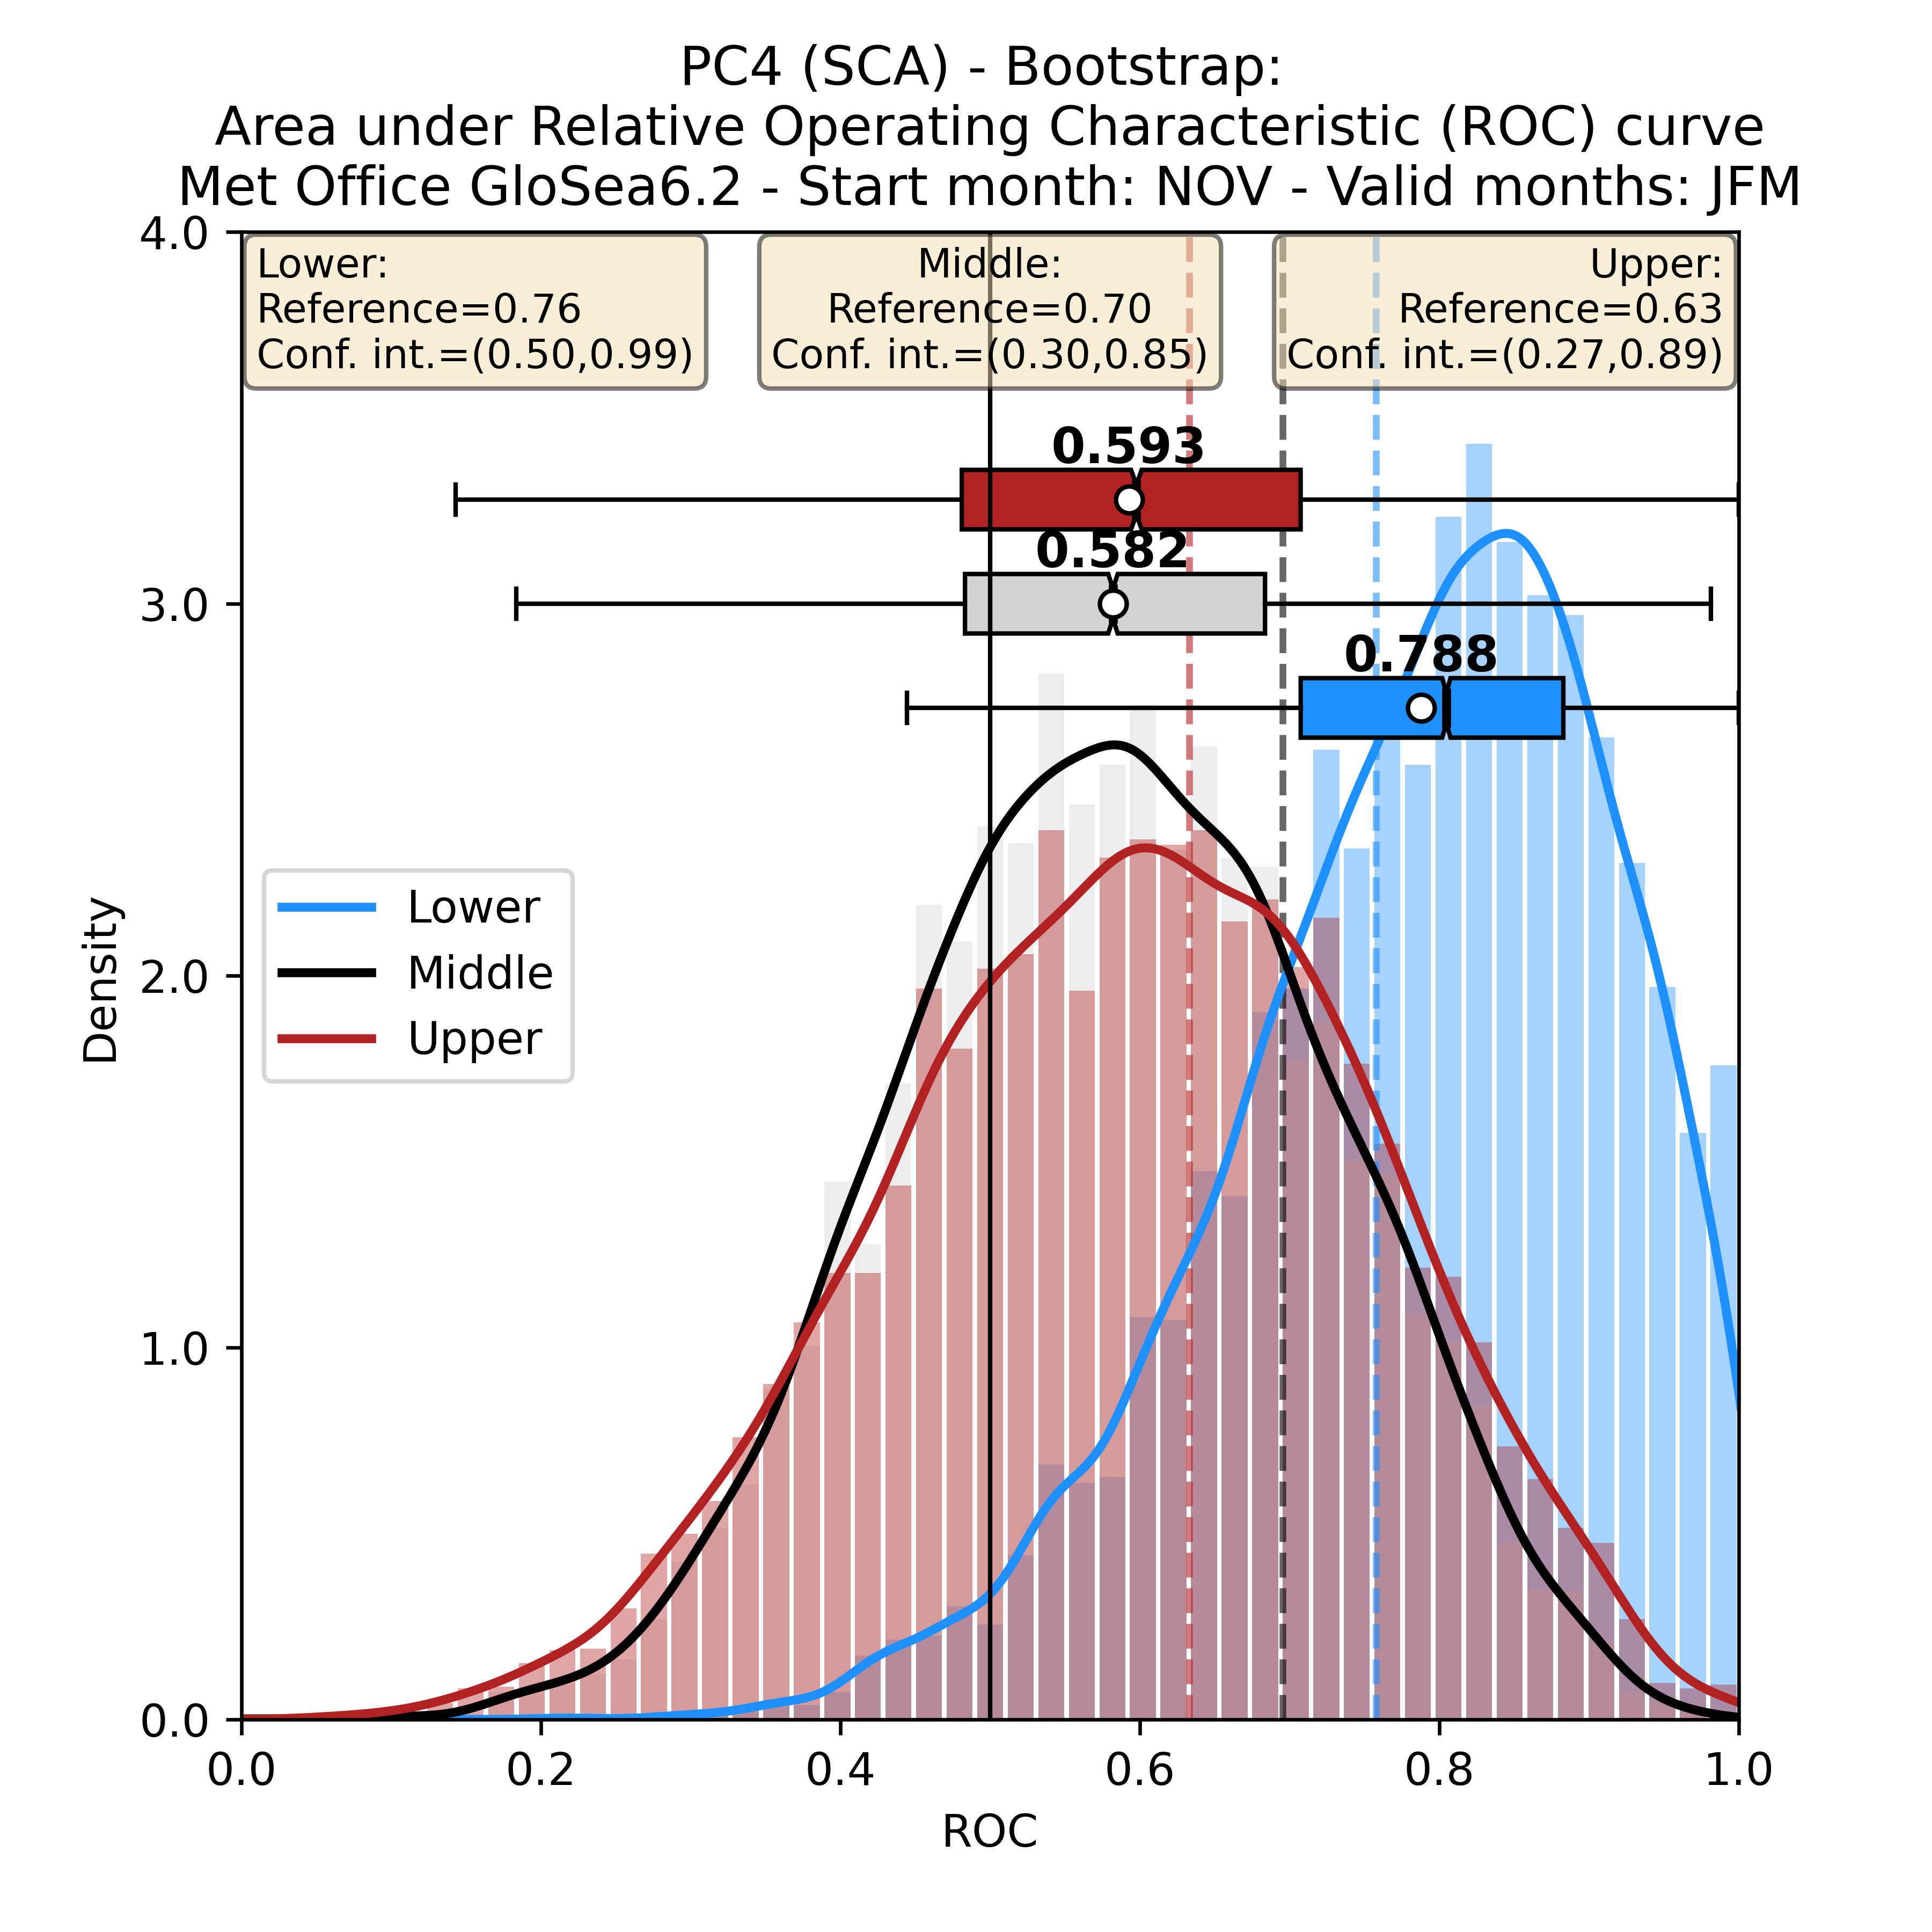 PC4 (SCA) - Bootstrap:
Area under Relative Operating Characteristic (ROC) curve
Met Office GloSea6.2 - Start month: NOV - Valid months: JFM
4.0
Lower:
Reference=0.76
Conf. int.=(0.50,0.99)
Middle:
Reference=0.70
Conf. int.=(0.30,0.85)
Upper:
Reference=0.63
Conf. int.=(0.27,0.89)
0.593
0.582
3.0
0.788
Lower
Middle
Upper
Density
2.0
1.0
0.0
0.0 0.2 0.4 0.6 0.8 1.0
ROC